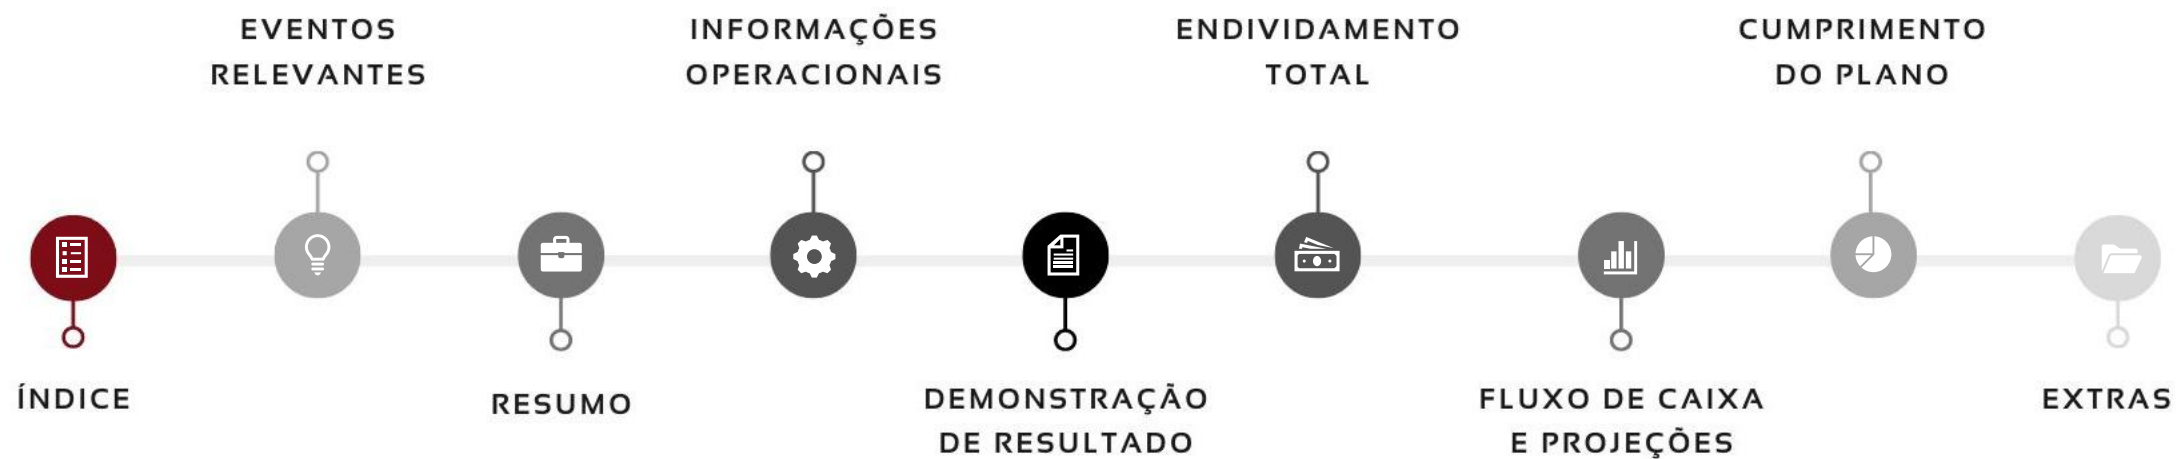 ÍNDICE
EVENTOS
RELEVANTES
RESUMO
INFORMAÇÕES
OPERACIONAIS
DEMONSTRAÇÃO
DE RESULTADO
ENDIVIDAMENTO
TOTAL
FLUXO DE CAIXA
E PROJEÇÕES
CUMPRIMENTO
DO PLANO
EXTRAS